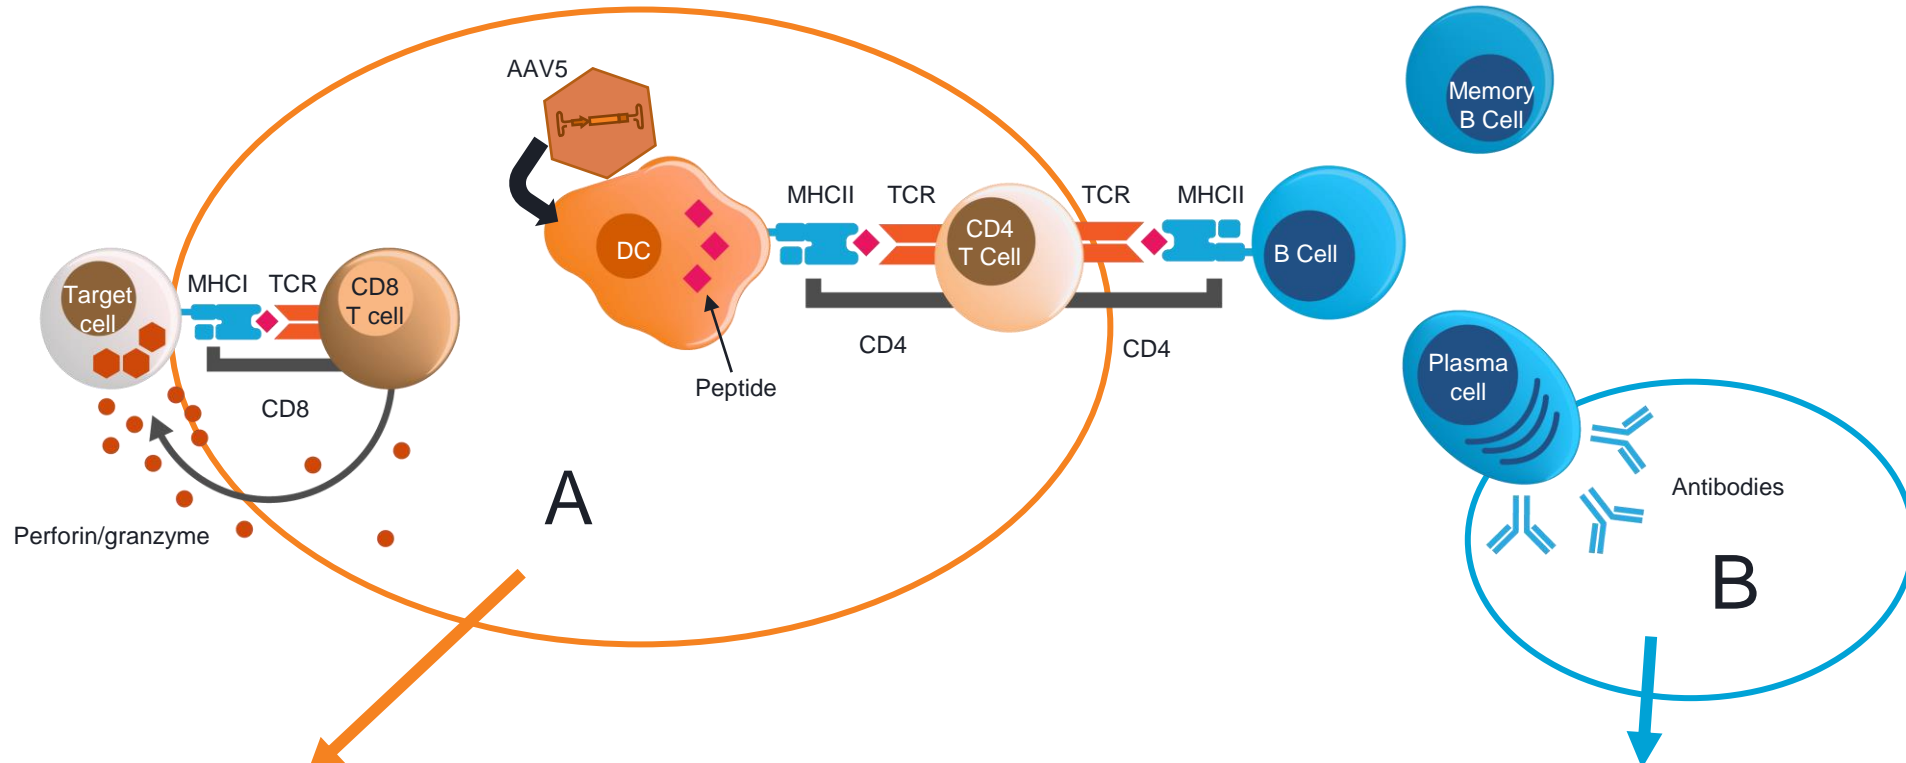 AAV5
Memory
B Cell
MHCII
TCR
TCR
MHCII
CD4
T Cell
DC
B Cell
MHCI
TCR
CD8
T cell
Target
cell
CD4
CD4
Peptide
CD8
Plasma
cell
Antibodies
A
Perforin/granzyme
B